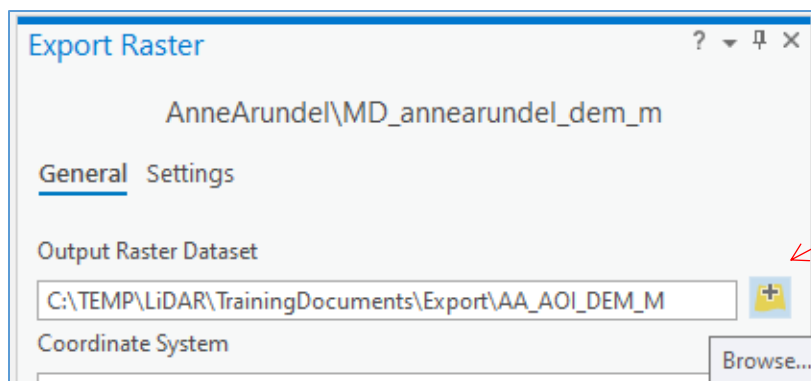 Export Raster ?
AnneArundel\MD_annearundel_dem_m
General Settings
Output Raster Dataset
C:\TEMP\LiDAR\TrainingDocuments\Export\AA_AOI_DEM_M
Coordinate System
Browse...